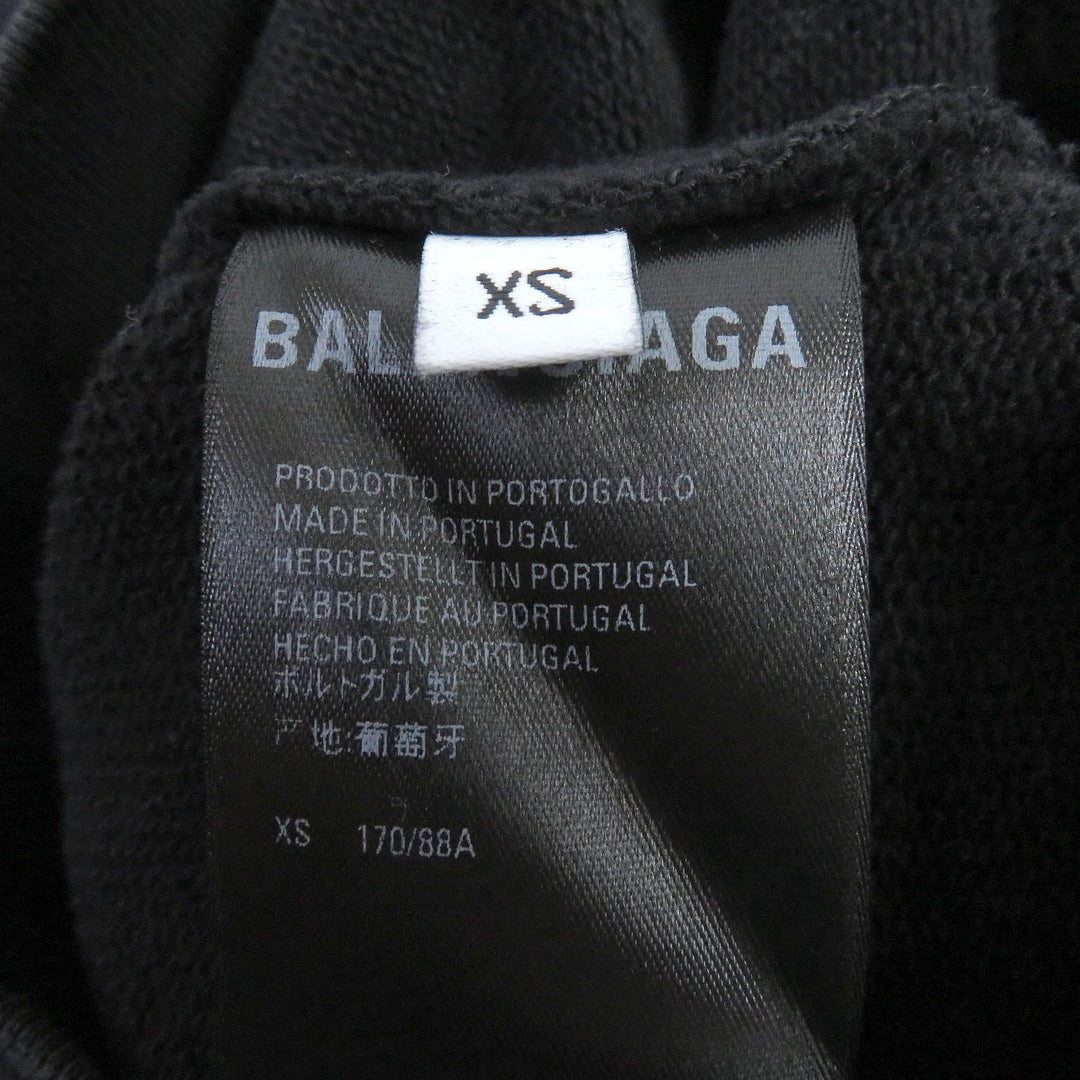 XS
BAL IAGA
PRODOTTO IN PORTOGALLO
MADE IN PORTUGAL
HERGESTELLT IN PORTUGAL
FABRIQUE AU PORTUGAL
HECHO EN PORTUGAL
ポルトガル製
产地:葡萄牙
XS 170/88A